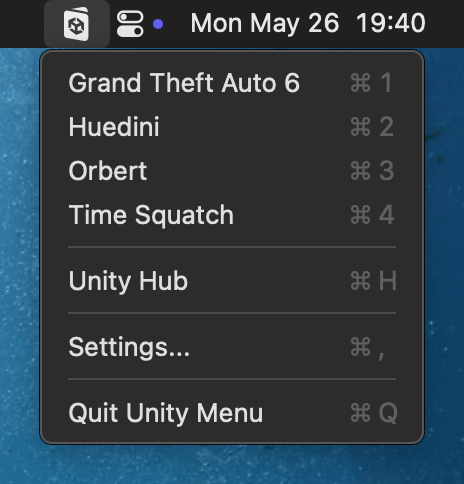 Mon May 26 19:40
Grand Theft Auto 6 ⌘ 1
Huedini ⌘ 2
Orbert ⌘ 3
Time Squatch ⌘ 4
Unity Hub ⌘ H
Settings... ⌘ ,
Quit Unity Menu ⌘ Q